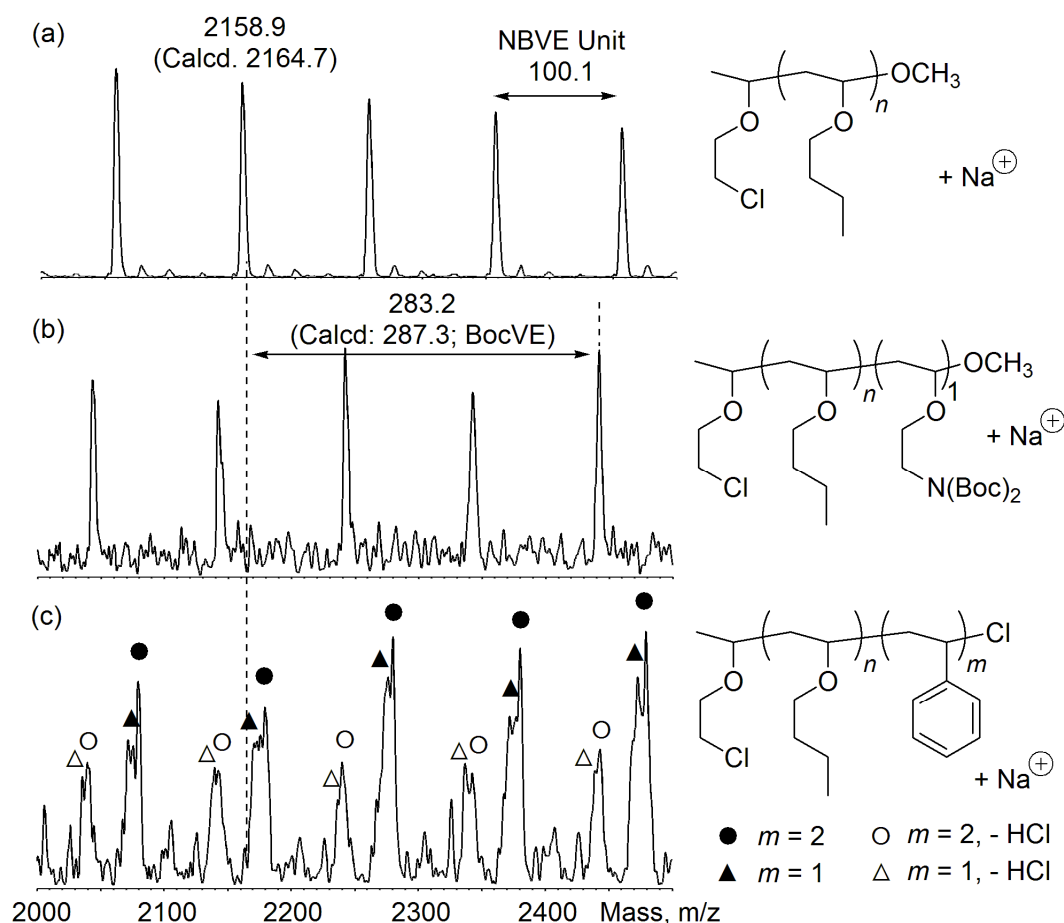 (a)
2158.9
(Calcd. 2164.7)
NBVE Unit
100.1
n
OCH3
O
O
Cl
+ Na⊕
(b)
283.2
(Calcd: 287.3; BocVE)
n
1
OCH3
O
O
O
Cl
N(Boc)2
+ Na⊕
(c)
n
m
Cl
O
O
Cl
+ Na⊕
● m = 2 ○ m = 2, - HCl
▲ m = 1 △ m = 1, - HCl
2000 2100 2200 2300 2400 Mass, m/z